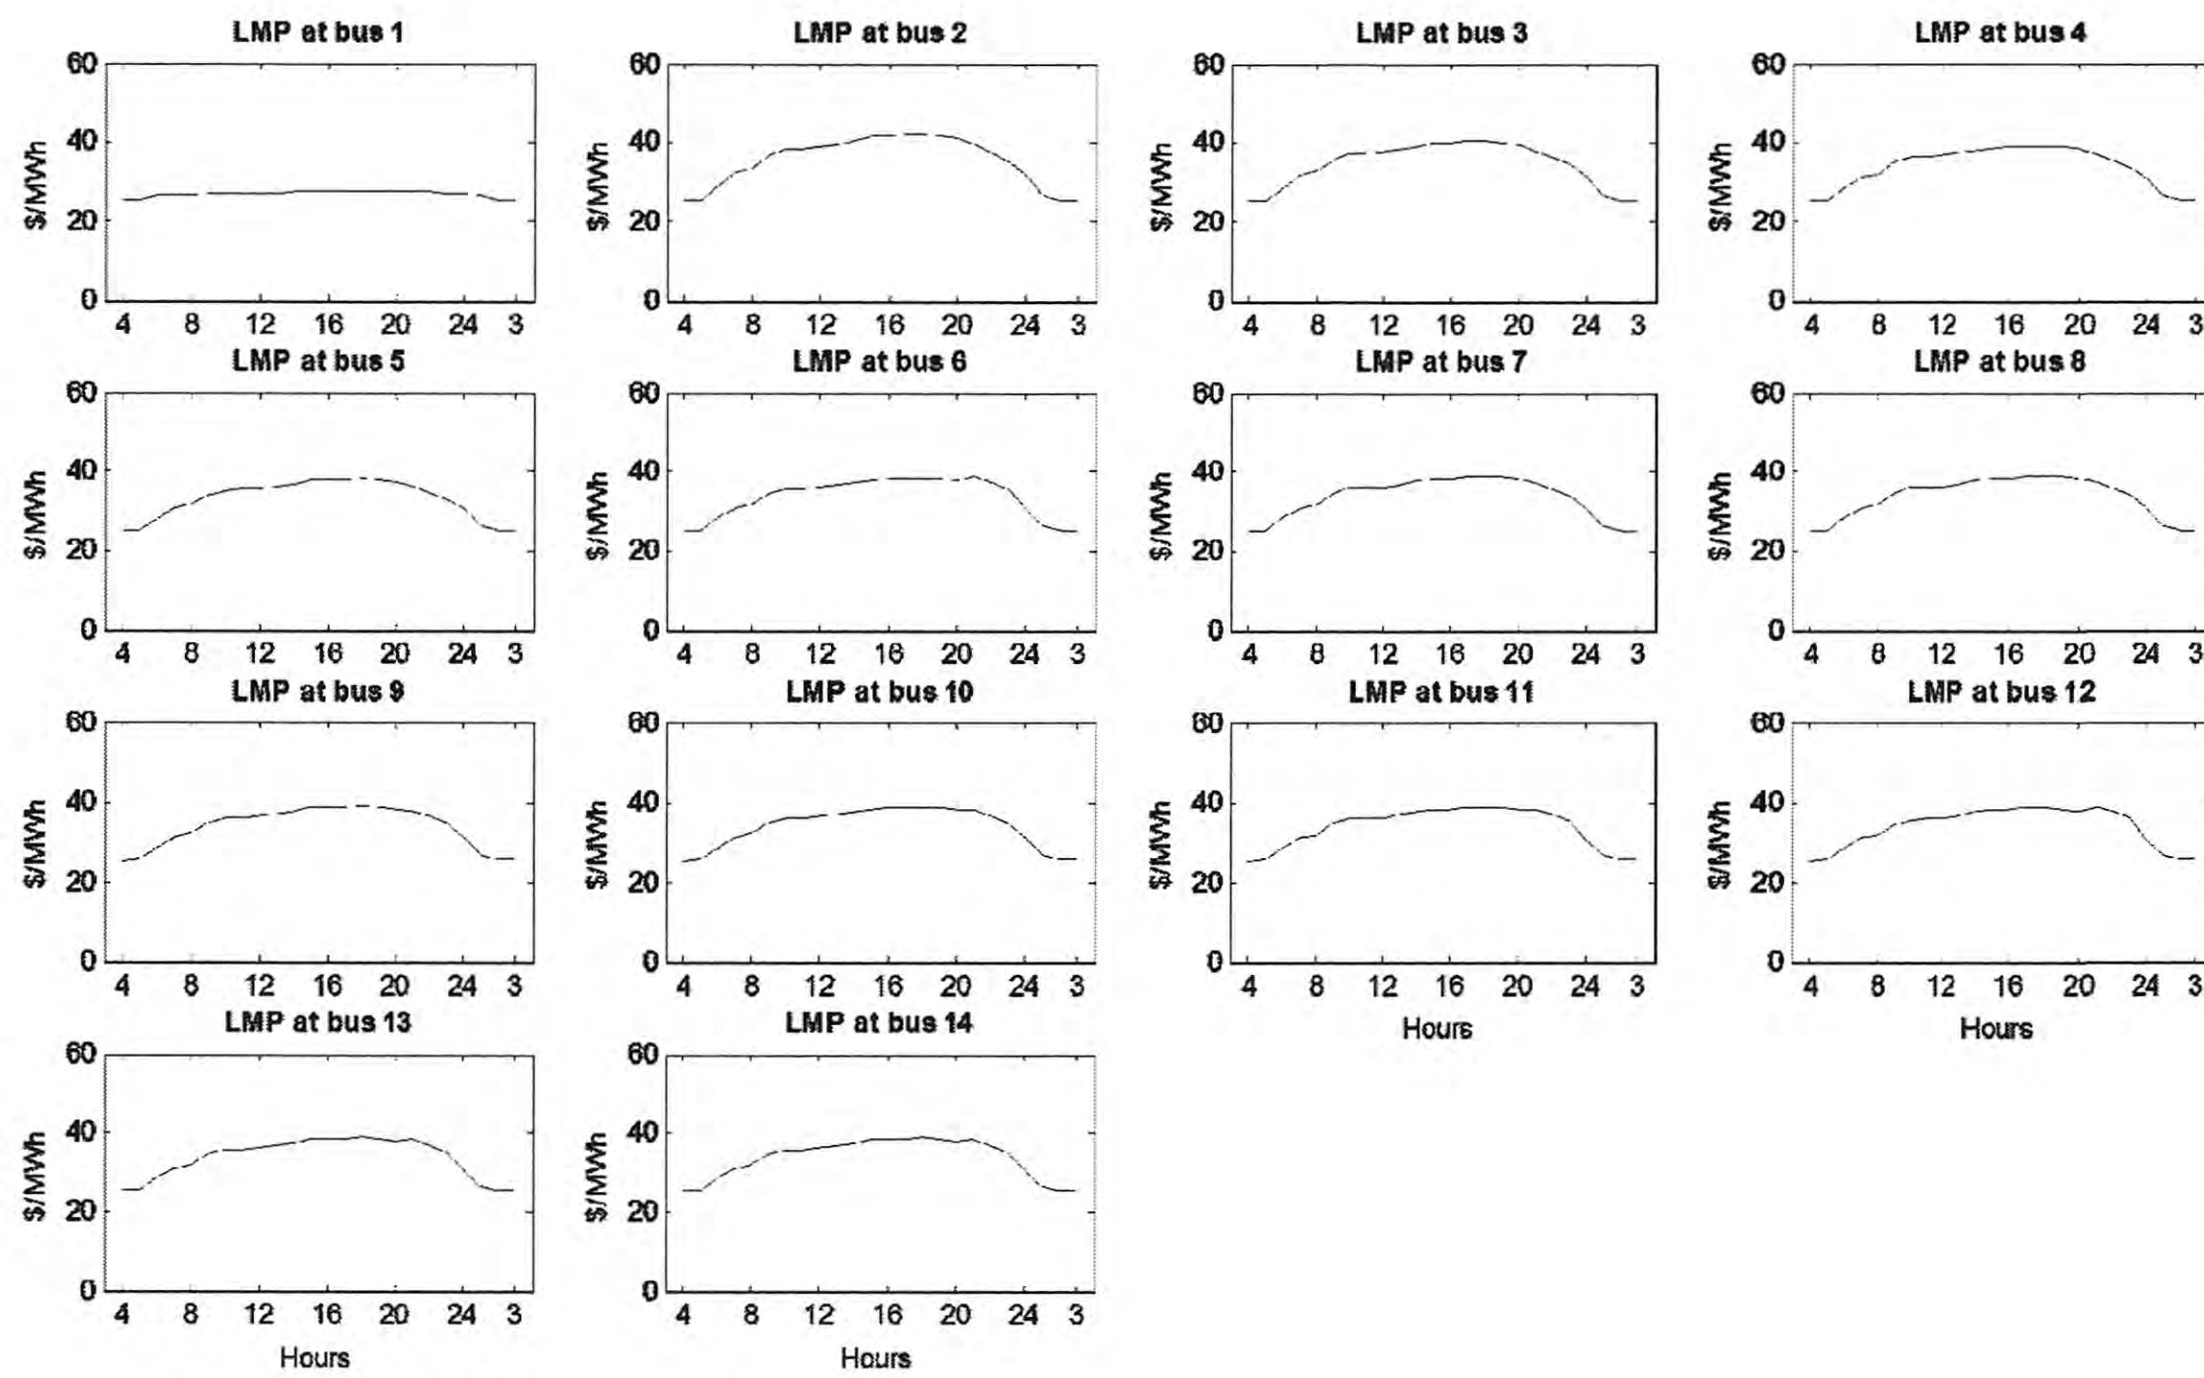 LMP at bus 1 LMP at bus 2 LMP at bus 3 LMP at bus 4
60 60 60 60
40 40 40 40
$/MWh $/MWh $/MWh $/MWh
20 20 20 20
0 0 0 0
4 8 12 16 20 24 3 4 8 12 16 20 24 3 4 8 12 16 20 24 3 4 8 12 16 20 24 3
LMP at bus 5 LMP at bus 6 LMP at bus 7 LMP at bus 8
60 60 60 60
40 40 40 40
$/MWh $/MWh $/MWh $/MWh
20 20 20 20
0 0 0 0
4 8 12 16 20 24 3 4 8 12 16 20 24 3 4 8 12 16 20 24 3 4 8 12 16 20 24 3
LMP at bus 9 LMP at bus 10 LMP at bus 11 LMP at bus 12
60 60 60 60
40 40 40 40
$/MWh $/MWh $/MWh $/MWh
20 20 20 20
0 0 0 0
4 8 12 16 20 24 3 4 8 12 16 20 24 3 4 8 12 16 20 24 3 4 8 12 16 20 24 3
Hours Hours
LMP at bus 13 LMP at bus 14
60 60
40 40
$/MWh $/MWh
20 20
0 0
4 8 12 16 20 24 3 4 8 12 16 20 24 3
Hours Hours